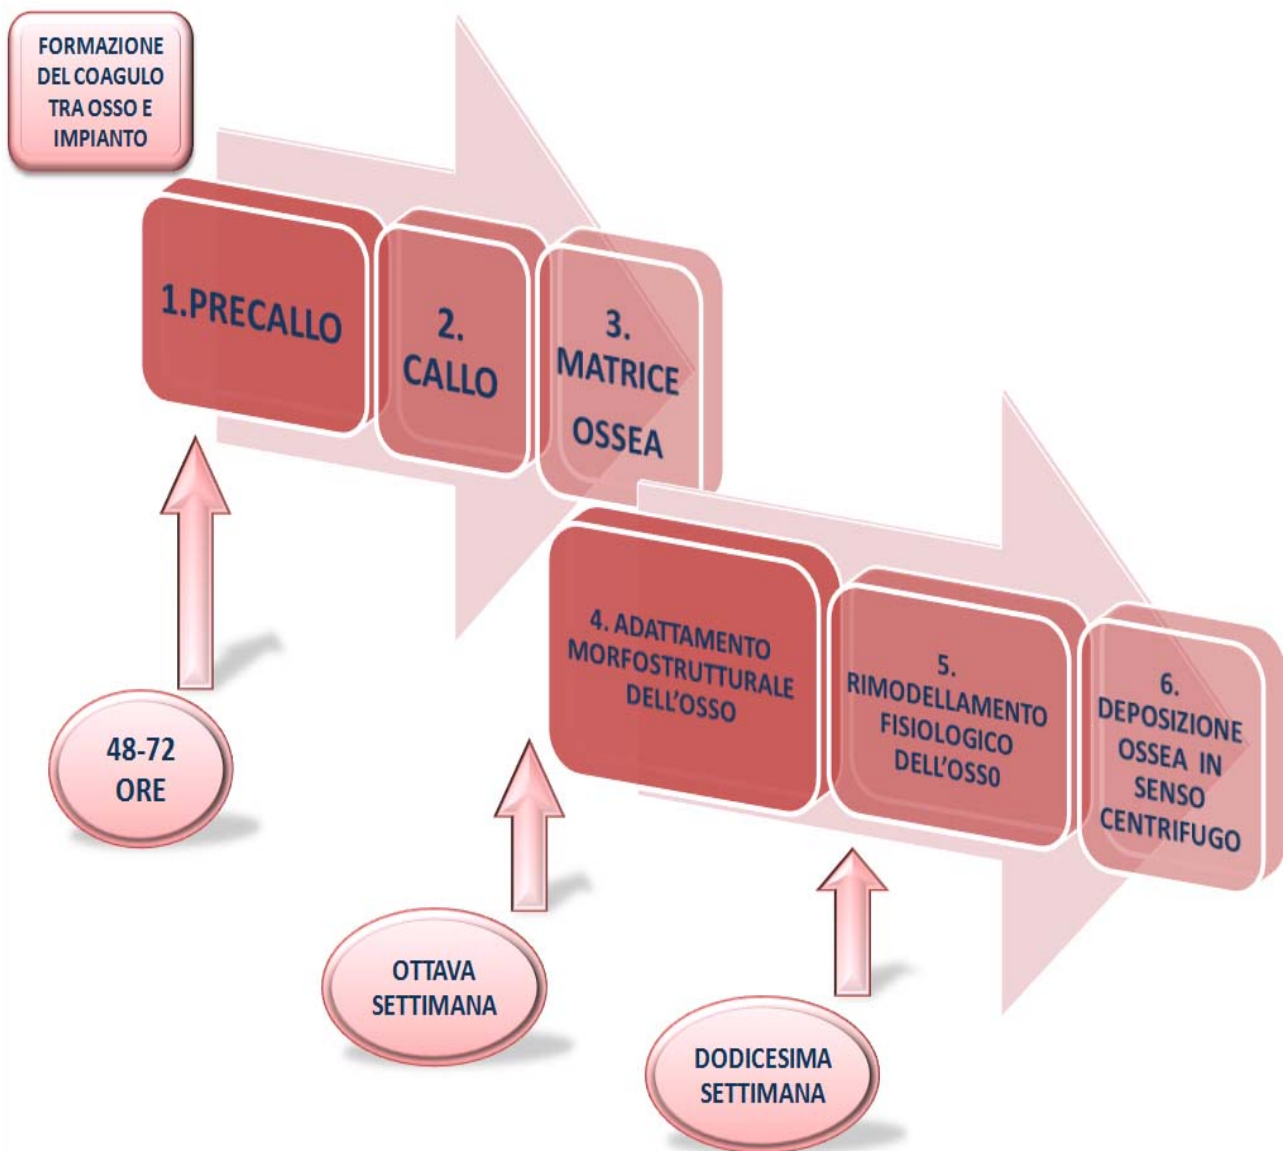 FORMAZIONE
DEL COAGULO
TRA OSSO E
IMPIANTO
1.PRECALLO
2.
CALLO
3.
MATRICE
OSSEA
4. ADATTAMENTO
MORFOSTRUTTURALE
DELL'OSSO
5.
RIMODELLAMENTO
FISIOLOGICO
DELL'OSS0
6.
DEPOSIZIONE
OSSEA IN
SENSO
CENTRIFUGO
48-72
ORE
OTTAVA
SETTIMANA
DODICESIMA
SETTIMANA